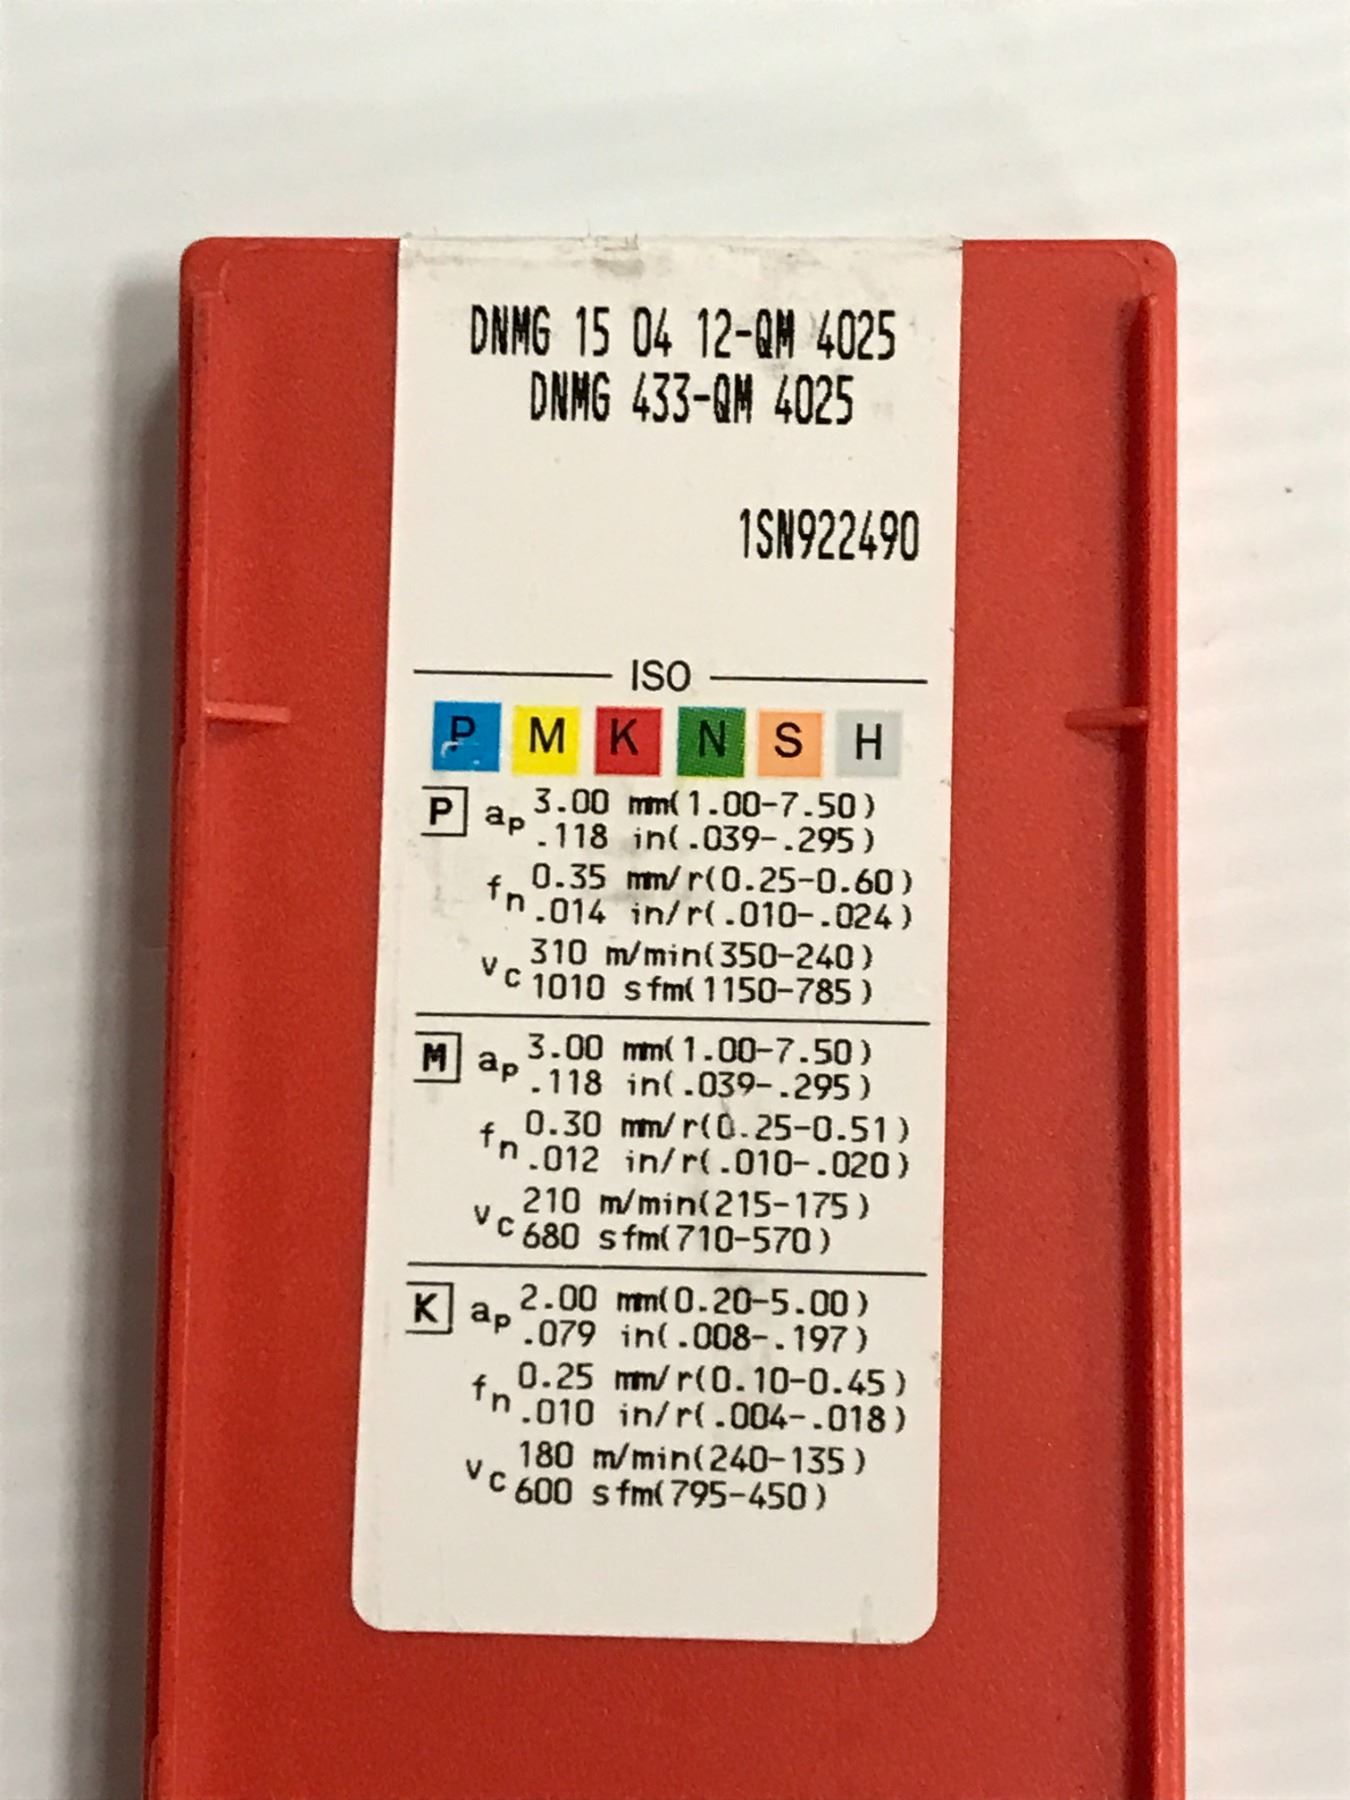 DNMG 15 04 12-QM 4025
DNMG 433-QM 4025
1SN922490
ISO
P M K N S H
P ap 3.00 mm(1.00-7.50)
.118 in(.039-.295)
fn 0.35 mm/r(0.25-0.60)
.014 in/r(.010-.024)
vc 310 m/min(350-240)
1010 sfm(1150-785)
M ap 3.00 mm(1.00-7.50)
.118 in(.039-.295)
fn 0.30 mm/r(0.25-0.51)
.012 in/r(.010-.020)
vc 210 m/min(215-175)
680 sfm(710-570)
K ap 2.00 mm(0.20-5.00)
.079 in(.008-.197)
fn 0.25 mm/r(0.10-0.45)
.010 in/r(.004-.018)
vc 180 m/min(240-135)
600 sfm(795-450)